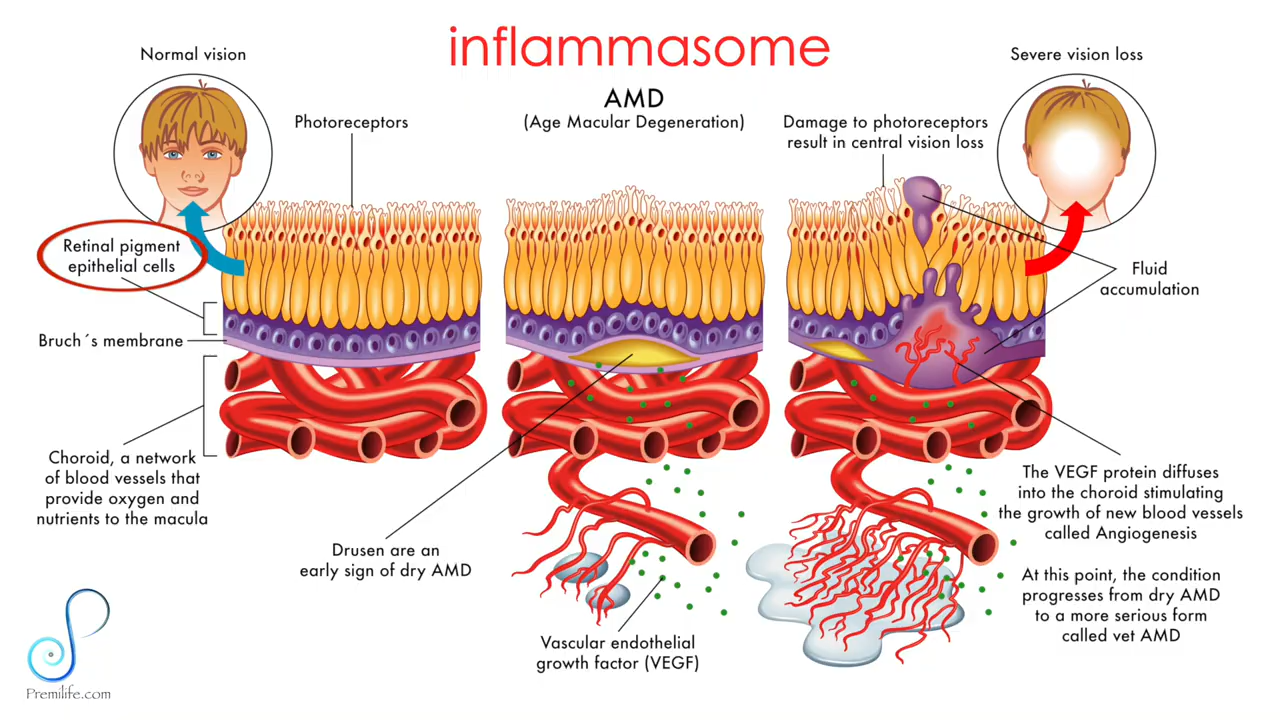 inflammasome
AMD
(Age Macular Degeneration)
Normal vision
Photoreceptors
Damage to photoreceptors
result in central vision loss
Severe vision loss
Retinal pigment
epithelial cells
Bruch´s membrane
Choroid, a network
of blood vessels that
provide oxygen and
nutrients to the macula
Drusen are an
early sign of dry AMD
Vascular endothelial
growth factor (VEGF)
Fluid
accumulation
The VEGF protein diffuses
into the choroid stimulating
the growth of new blood vessels
called Angiogenesis
At this point, the condition
progresses from dry AMD
to a more serious form
called vet AMD
Premilife.com